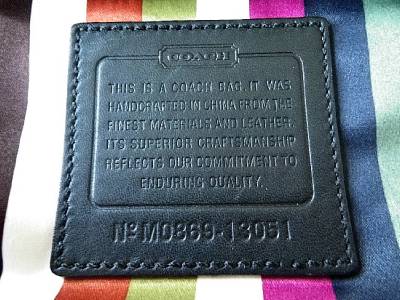 COACH
THIS IS A COACH BAG. IT WAS
HANDCRAFTED IN CHINA FROM THE
FINEST MATERIALS AND LEATHER.
ITS SUPERIOR CRAFTSMANSHIP
REFLECTS OUR COMMITMENT TO
ENDURING QUALITY.
Nº M0869-13051